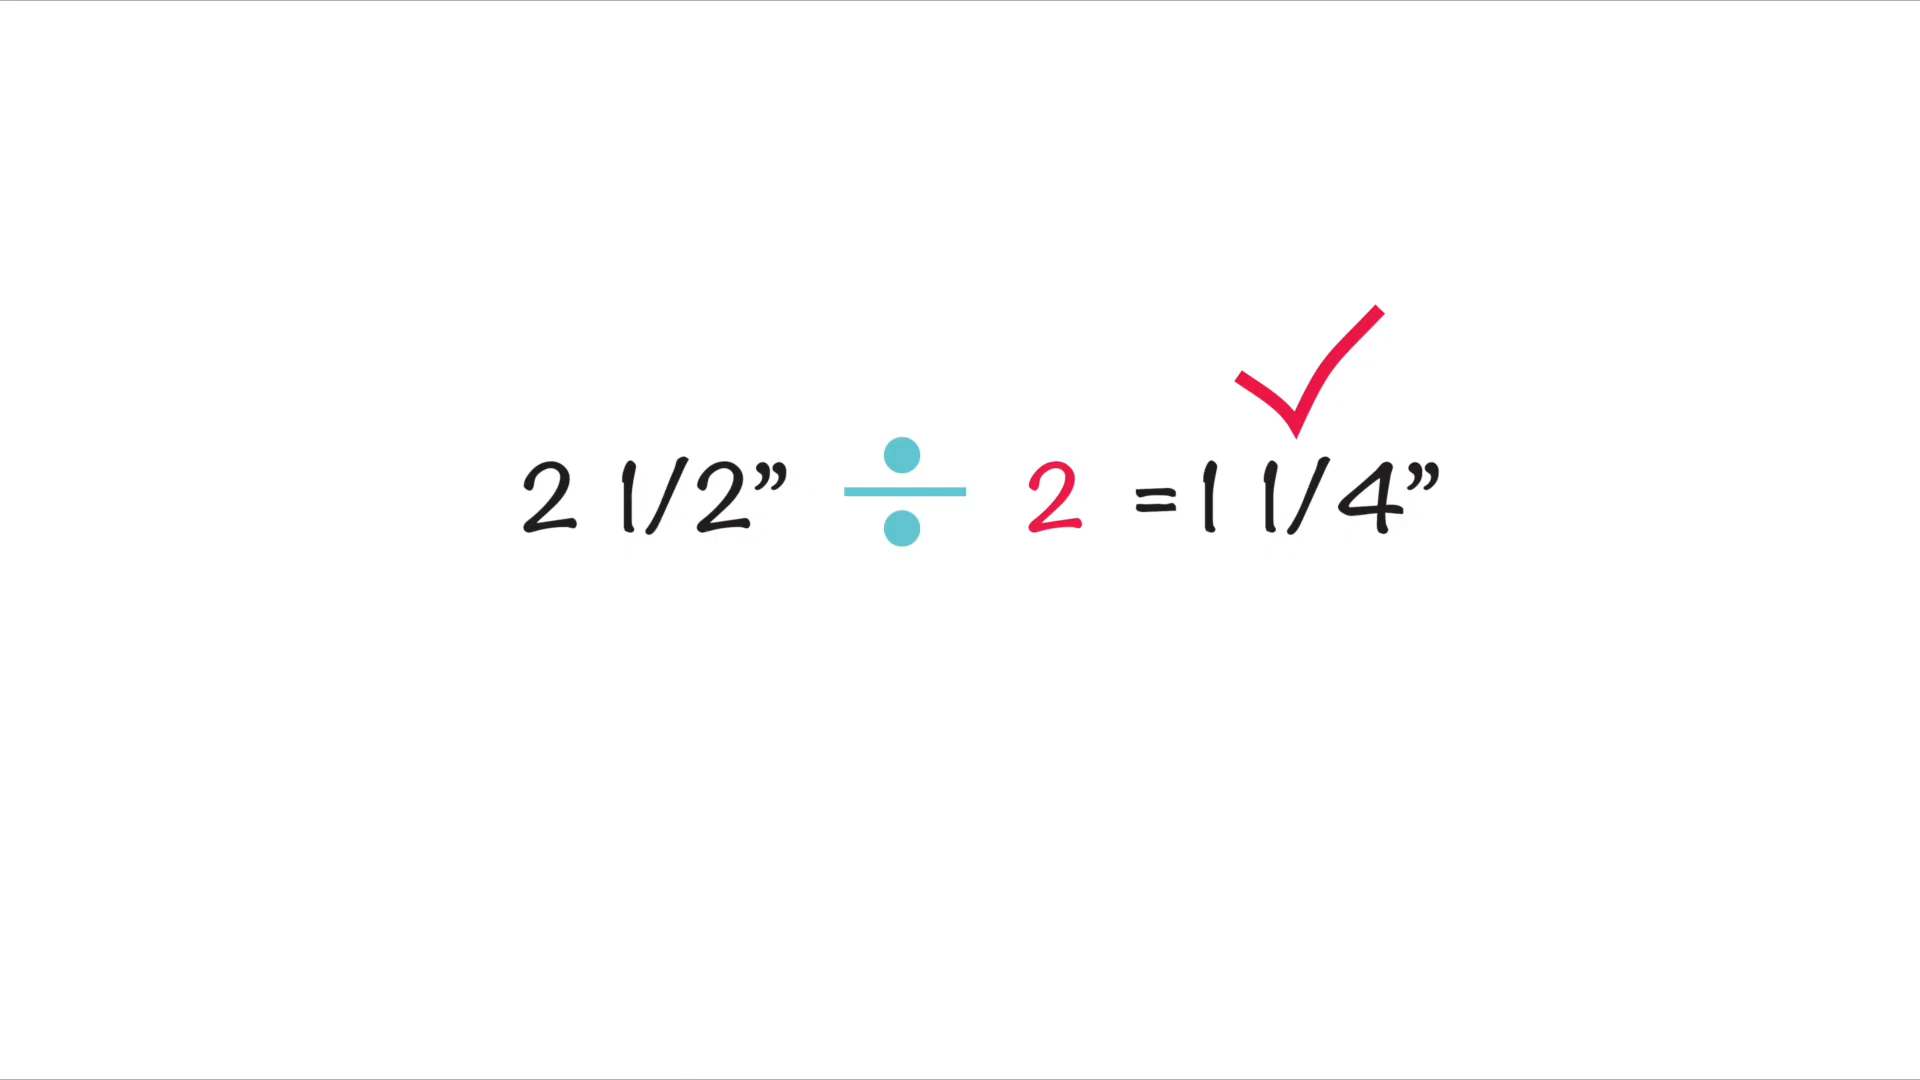 2 1/2” ÷ 2 = 1 1/4”